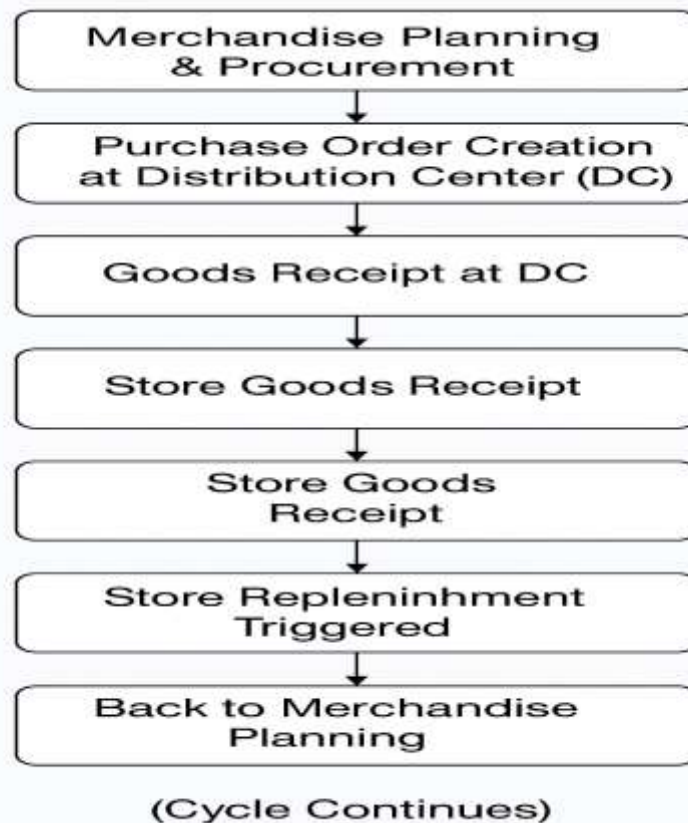 Merchandise Planning
& Procurement
Purchase Order Creation
at Distribution Center (DC)
Goods Receipt at DC
Store Goods Receipt
Store Goods
Receipt
Store Repleninhment
Triggered
Back to Merchandise
Planning
(Cycle Continues)